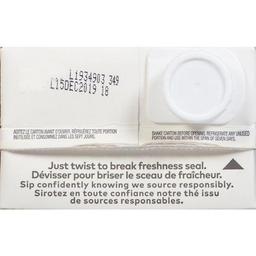 L1934903 349
L15DEC2019 18
AGITEZ LE CARTON AVANT D'OUVRIR. RÉFRIGÉREZ TOUTE PORTION
INUTILISÉE ET CONSOMMEZ DANS LES SEPT JOURS.
SHAKE CARTON BEFORE OPENING. REFRIGERATE ANY UNUSED
PORTION AND USE WITHIN THE SPAN OF SEVEN DAYS.
Just twist to break freshness seal.
Dévisser pour briser le sceau de fraîcheur.
Sip confidently knowing we source responsibly.
Sirotez en toute confiance notre thé issu
de sources responsables.